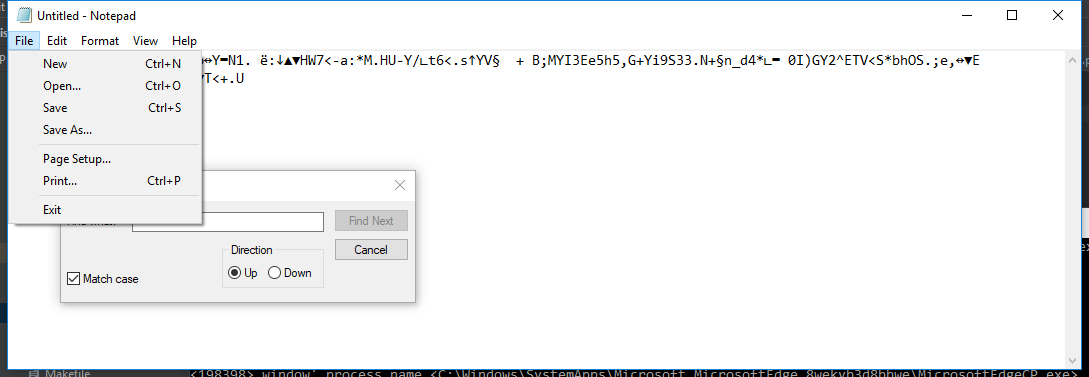 Untitled - Notepad
File Edit Format View Help
New Ctrl+N
Open... Ctrl+O
Save Ctrl+S
Save As...
Page Setup...
Print... Ctrl+P
Exit
↔Y=N1. ë:↓▲▼HW7<-a:*M.HU-Y/∟t6<.s↑YV§ + B;MYI3Ee5h5,G+Yi9S33.N+§n_d4*∟= 0I)GY2^ETV<S*bhOS.;e,↔▼E
T<+.U
Find Next
Cancel
Direction
Up Down
Match case
Makefile
<198398> window' process name <C:\Windows\SystemApps\Microsoft.MicrosoftEdge_8wekyb3d8bbwe\MicrosoftEdgeCP.exe>